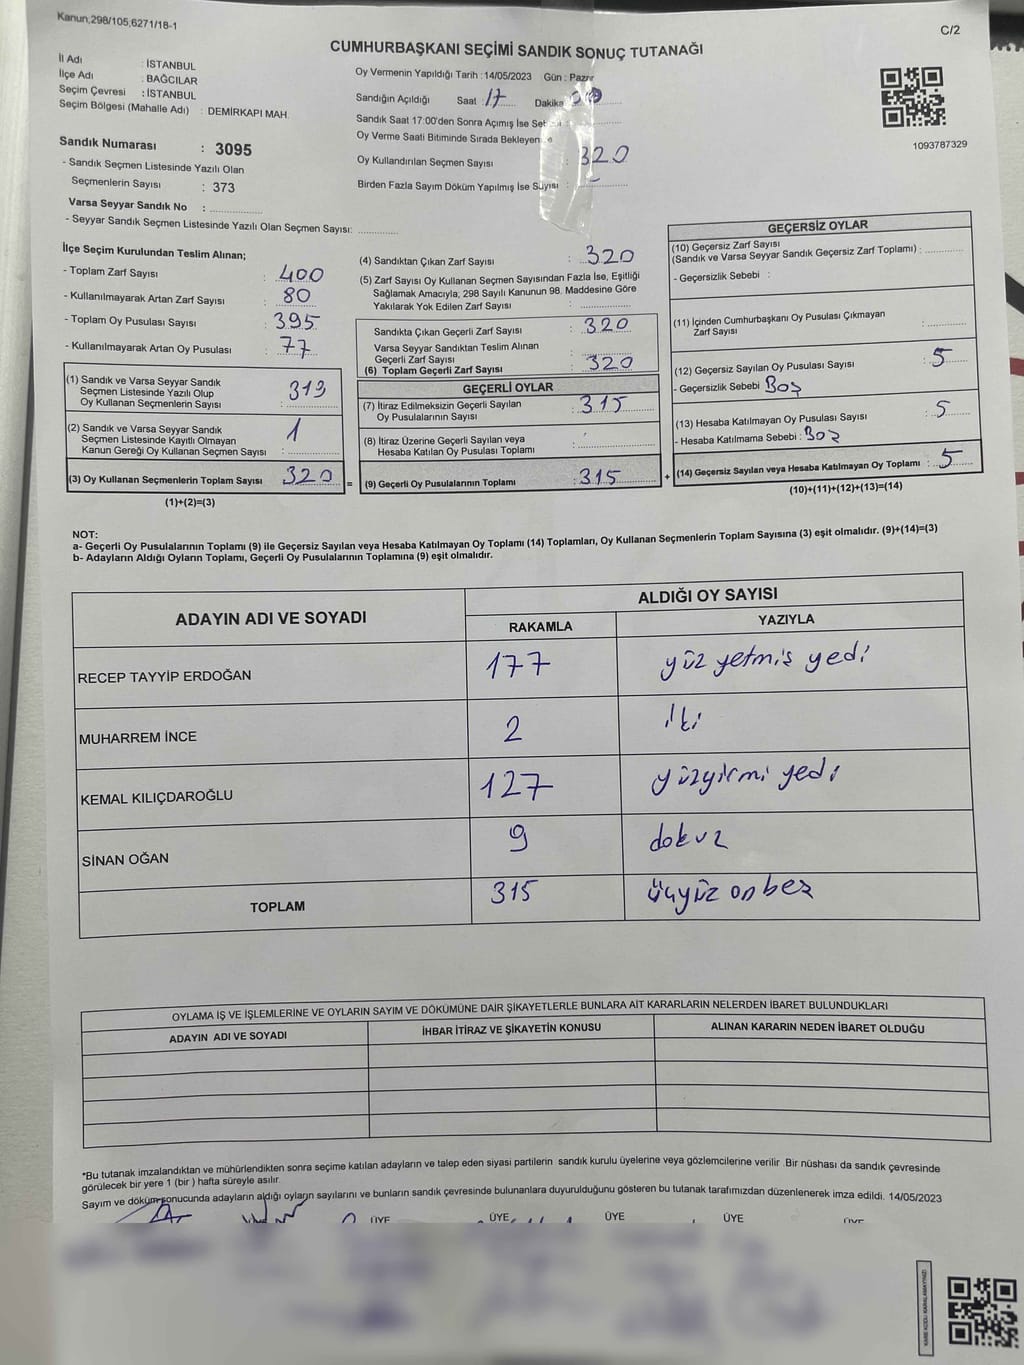 Kanun,298/105,6271/18-1
C/2
CUMHURBAŞKANI SEÇİMİ SANDIK SONUÇ TUTANAĞI
İl Adı : İSTANBUL
İlçe Adı : BAĞCILAR
Seçim Çevresi : İSTANBUL
Seçim Bölgesi (Mahalle Adı) : DEMİRKAPI MAH.
Sandık Numarası : 3095
- Sandık Seçmen Listesinde Yazılı Olan
Seçmenlerin Sayısı : 373
Varsa Seyyar Sandık No :
- Seyyar Sandık Seçmen Listesinde Yazılı Olan Seçmen Sayısı:
Oy Vermenin Yapıldığı Tarih : 14/05/2023 Gün : Pazar
Sandığın Açıldığı Saat : 17 Dakika
Sandık Saat 17:00'den Sonra Açımış İse
Oy Verme Saati Bitiminde Sırada
Oy Kullandırılan Seçmen Sayısı : 320
Birden Fazla Sayım Döküm Yapılmış İse Sayısı :
1093787329
İlçe Seçim Kurulundan Teslim Alınan;
- Toplam Zarf Sayısı : 400
- Kullanılmayarak Artan Zarf Sayısı : 80
- Toplam Oy Pusulası Sayısı : 395
- Kullanılmayarak Artan Oy Pusulası : 77
(1) Sandık ve Varsa Seyyar Sandık
Seçmen Listesinde Yazılı Olup
Oy Kullanan Seçmenlerin Sayısı : 319
(2) Sandık ve Varsa Seyyar Sandık
Seçmen Listesinde Kayıtlı Olmayan
Kanun Gereği Oy Kullanan Seçmen Sayısı : 1
(3) Oy Kullanan Seçmenlerin Toplam Sayısı : 320 =
(1)+(2)=(3)
(4) Sandıktan Çıkan Zarf Sayısı : 320
(5) Zarf Sayısı Oy Kullanan Seçmen Sayısından Fazla İse, Eşitliği
Sağlamak Amacıyla; 298 Sayılı Kanunun 98. Maddesine Göre
Yakılarak Yok Edilen Zarf Sayısı :
Sandıkta Çıkan Geçerli Zarf Sayısı : 320
Varsa Seyyar Sandıktan Teslim Alınan
Geçerli Zarf Sayısı :
(6) Toplam Geçerli Zarf Sayısı : 320
GEÇERLİ OYLAR
(7) İtiraz Edilmeksizin Geçerli Sayılan
Oy Pusulalarının Sayısı : 315
(8) İtiraz Üzerine Geçerli Sayılan veya
Hesaba Katılan Oy Pusulası Toplamı :
(9) Geçerli Oy Pusulalarının Toplamı : 315 +
GEÇERSİZ OYLAR
(10) Geçersiz Zarf Sayısı
(Sandık ve Varsa Seyyar Sandık Geçersiz Zarf Toplamı) :
- Geçersizlik Sebebi :
(11) İçinden Cumhurbaşkanı Oy Pusulası Çıkmayan
Zarf Sayısı :
(12) Geçersiz Sayılan Oy Pusulası Sayısı : 5
- Geçersizlik Sebebi : Boş
(13) Hesaba Katılmayan Oy Pusulası Sayısı : 5
- Hesaba Katılmama Sebebi : Boş
(14) Geçersiz Sayılan veya Hesaba Katılmayan Oy Toplamı : 5
(10)+(11)+(12)+(13)=(14)
NOT:
a- Geçerli Oy Pusulalarının Toplamı (9) ile Geçersiz Sayılan veya Hesaba Katılmayan Oy Toplamı (14) Toplamları, Oy Kullanan Seçmenlerin Toplam Sayısına (3) eşit olmalıdır. (9)+(14)=(3)
b- Adayların Aldığı Oyların Toplamı, Geçerli Oy Pusulalarının Toplamına (9) eşit olmalıdır.
ADAYIN ADI VE SOYADI ALDIĞI OY SAYISI
RAKAMLA YAZIYLA
RECEP TAYYİP ERDOĞAN 177 yüz yetmiş yedi
MUHARREM İNCE 2 iki
KEMAL KILIÇDAROĞLU 127 yüzyirmi yedi
SİNAN OĞAN 9 dokuz
TOPLAM 315 üçyüz onbeş
OYLAMA İŞ VE İŞLEMLERİNE VE OYLARIN SAYIM VE DÖKÜMÜNE DAİR ŞİKAYETLERLE BUNLARA AİT KARARLARIN NELERDEN İBARET BULUNDUKLARI
ADAYIN ADI VE SOYADI İHBAR İTİRAZ VE ŞİKAYETİN KONUSU ALINAN KARARIN NEDEN İBARET OLDUĞU
*Bu tutanak imzalandıktan ve mühürlendikten sonra seçime katılan adayların ve talep eden siyasi partilerin sandık kurulu üyelerine veya gözlemcilerine verilir .Bir nüshası da sandık çevresinde
görülecek bir yere 1 (bir ) hafta süreyle asılır.
Sayım ve döküm sonucunda adayların aldığı oyların sayılarını ve bunların sandık çevresinde bulunanlara duyurulduğunu gösteren bu tutanak tarafımızdan düzenlenerek imza edildi. 14/05/2023
ÜYE ÜYE ÜYE ÜYE ÜYE